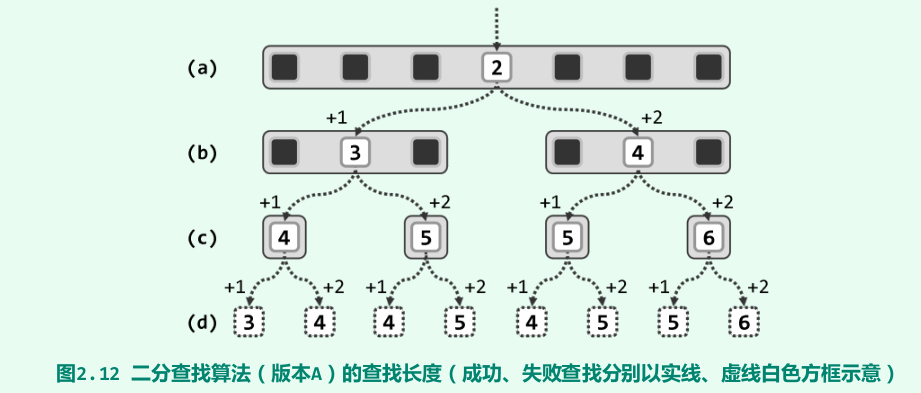 (a) 2
+1 +2
(b) 3 4
+1 +2 +1 +2
(c) 4 5 5 6
+1 +2 +1 +2 +1 +2 +1 +2
(d) 3 4 4 5 4 5 5 6
图2.12 二分查找算法（版本A）的查找长度（成功、失败查找分别以实线、虚线白色方框示意）